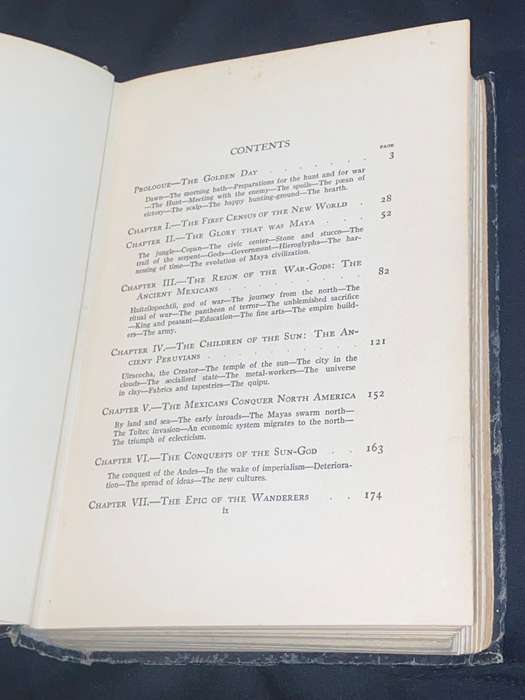 CONTENTS
PAGE
PROLOGUE—THE GOLDEN DAY . . . . . . . 3
Dawn—The morning bath—Preparations for the hunt and for war
—The Hunt—Meeting with the enemy—The spoils—The pæan of
victory—The scalp—The happy hunting-ground—The hearth.
CHAPTER I.—THE FIRST CENSUS OF THE NEW WORLD . 28
CHAPTER II.—THE GLORY THAT WAS MAYA . . . . 52
The jungle—Copan—The civic center—Stone and stucco—The
trail of the serpent—Gods—Government—Hieroglyphs—The har-
nessing of time—The evolution of Maya civilization.
CHAPTER III.—THE REIGN OF THE WAR-GODS: THE
ANCIENT MEXICANS . . . . . . . . . 82
Huitzilopochtli, god of war—The journey from the north—The
ritual of war—The pantheon of terror—The unblemished sacrifice
—King and peasant—Education—The fine arts—The empire build-
ers—The army.
CHAPTER IV.—THE CHILDREN OF THE SUN: THE AN-
CIENT PERUVIANS . . . . . . . . . 121
Uiracocha, the Creator—The temple of the sun—The city in the
clouds—The socialized state—The metal-workers—The universe
in clay—Fabrics and tapestries—The quipu.
CHAPTER V.—THE MEXICANS CONQUER NORTH AMERICA 152
By land and sea—The early inroads—The Mayas swarm north—
The Toltec invasion—An economic system migrates to the north—
The triumph of eclecticism.
CHAPTER VI.—THE CONQUESTS OF THE SUN-GOD . . 163
The conquest of the Andes—In the wake of imperialism—Deteriora-
tion—The spread of ideas—The new cultures.
CHAPTER VII.—THE EPIC OF THE WANDERERS . . 174
ix